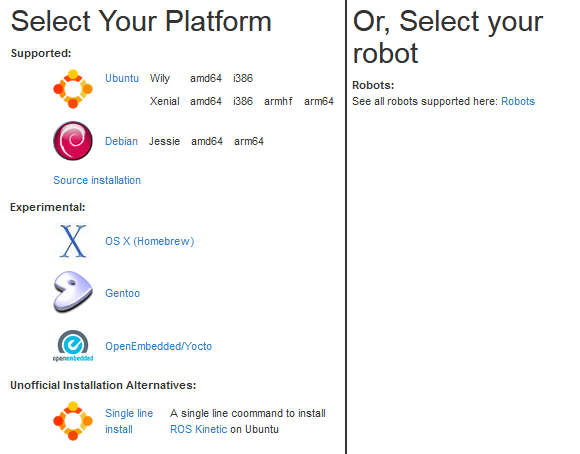 Select Your Platform
Supported:
Ubuntu Wily amd64 i386
Xenial amd64 i386 armhf arm64
Debian Jessie amd64 arm64
Source installation
Experimental:
X
OS X (Homebrew)
Gentoo
openembedded
OpenEmbedded/Yocto
Unofficial Installation Alternatives:
Single line install
A single line coommand to install
ROS Kinetic on Ubuntu
Or, Select your
robot
Robots:
See all robots supported here: Robots